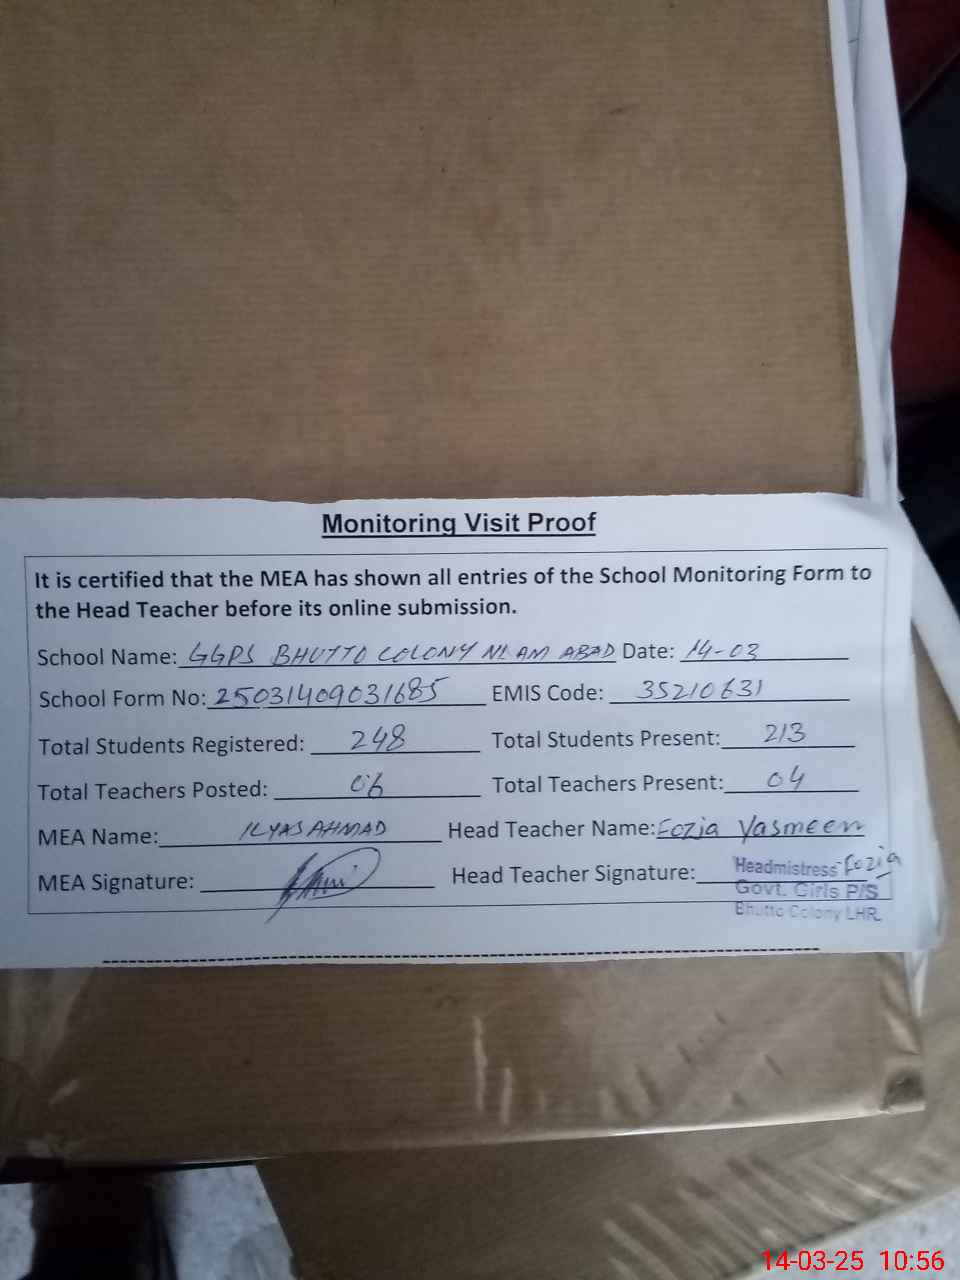 Monitoring Visit Proof
It is certified that the MEA has shown all entries of the School Monitoring Form to
the Head Teacher before its online submission.
School Name: GGPS BHUTTO COLONY ABAD Date: 14-03
School Form No: 25031409031685 EMIS Code: 35210631
Total Students Registered: 248 Total Students Present: 213
Total Teachers Posted: 06 Total Teachers Present: 04
MEA Name: ILYAS AHMAD Head Teacher Name: Fozia Yasmeen
MEA Signature: Head Teacher Signature: Fozia
Headmistress
Govt. Girls P/S
Bhutto Colony LHR.
14-03-25 10:56